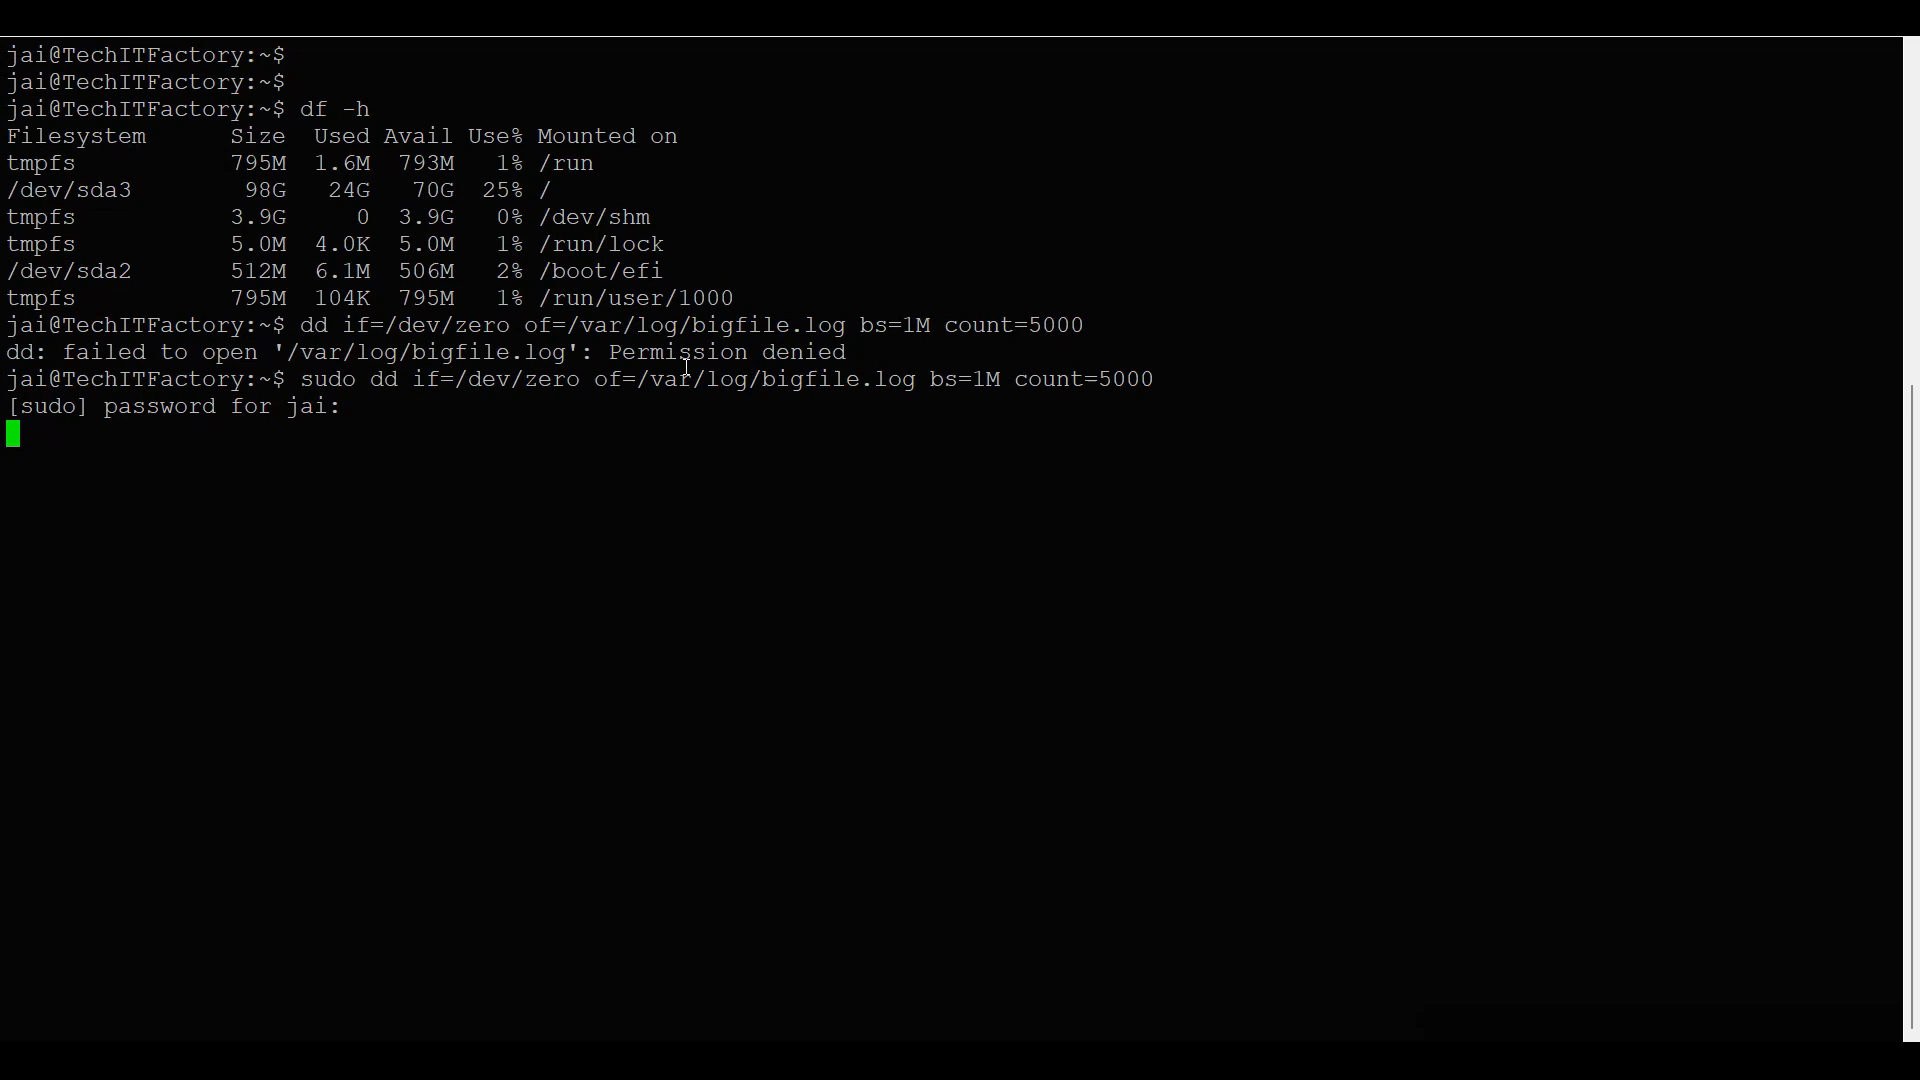 jai@TechITFactory:~$
jai@TechITFactory:~$
jai@TechITFactory:~$ df -h
Filesystem      Size  Used Avail Use% Mounted on
tmpfs           795M  1.6M  793M   1% /run
/dev/sda3        98G   24G   70G  25% /
tmpfs           3.9G     0  3.9G   0% /dev/shm
tmpfs           5.0M  4.0K  5.0M   1% /run/lock
/dev/sda2       512M  6.1M  506M   2% /boot/efi
tmpfs           795M  104K  795M   1% /run/user/1000
jai@TechITFactory:~$ dd if=/dev/zero of=/var/log/bigfile.log bs=1M count=5000
dd: failed to open '/var/log/bigfile.log': Permission denied
jai@TechITFactory:~$ sudo dd if=/dev/zero of=/var/log/bigfile.log bs=1M count=5000
[sudo] password for jai: